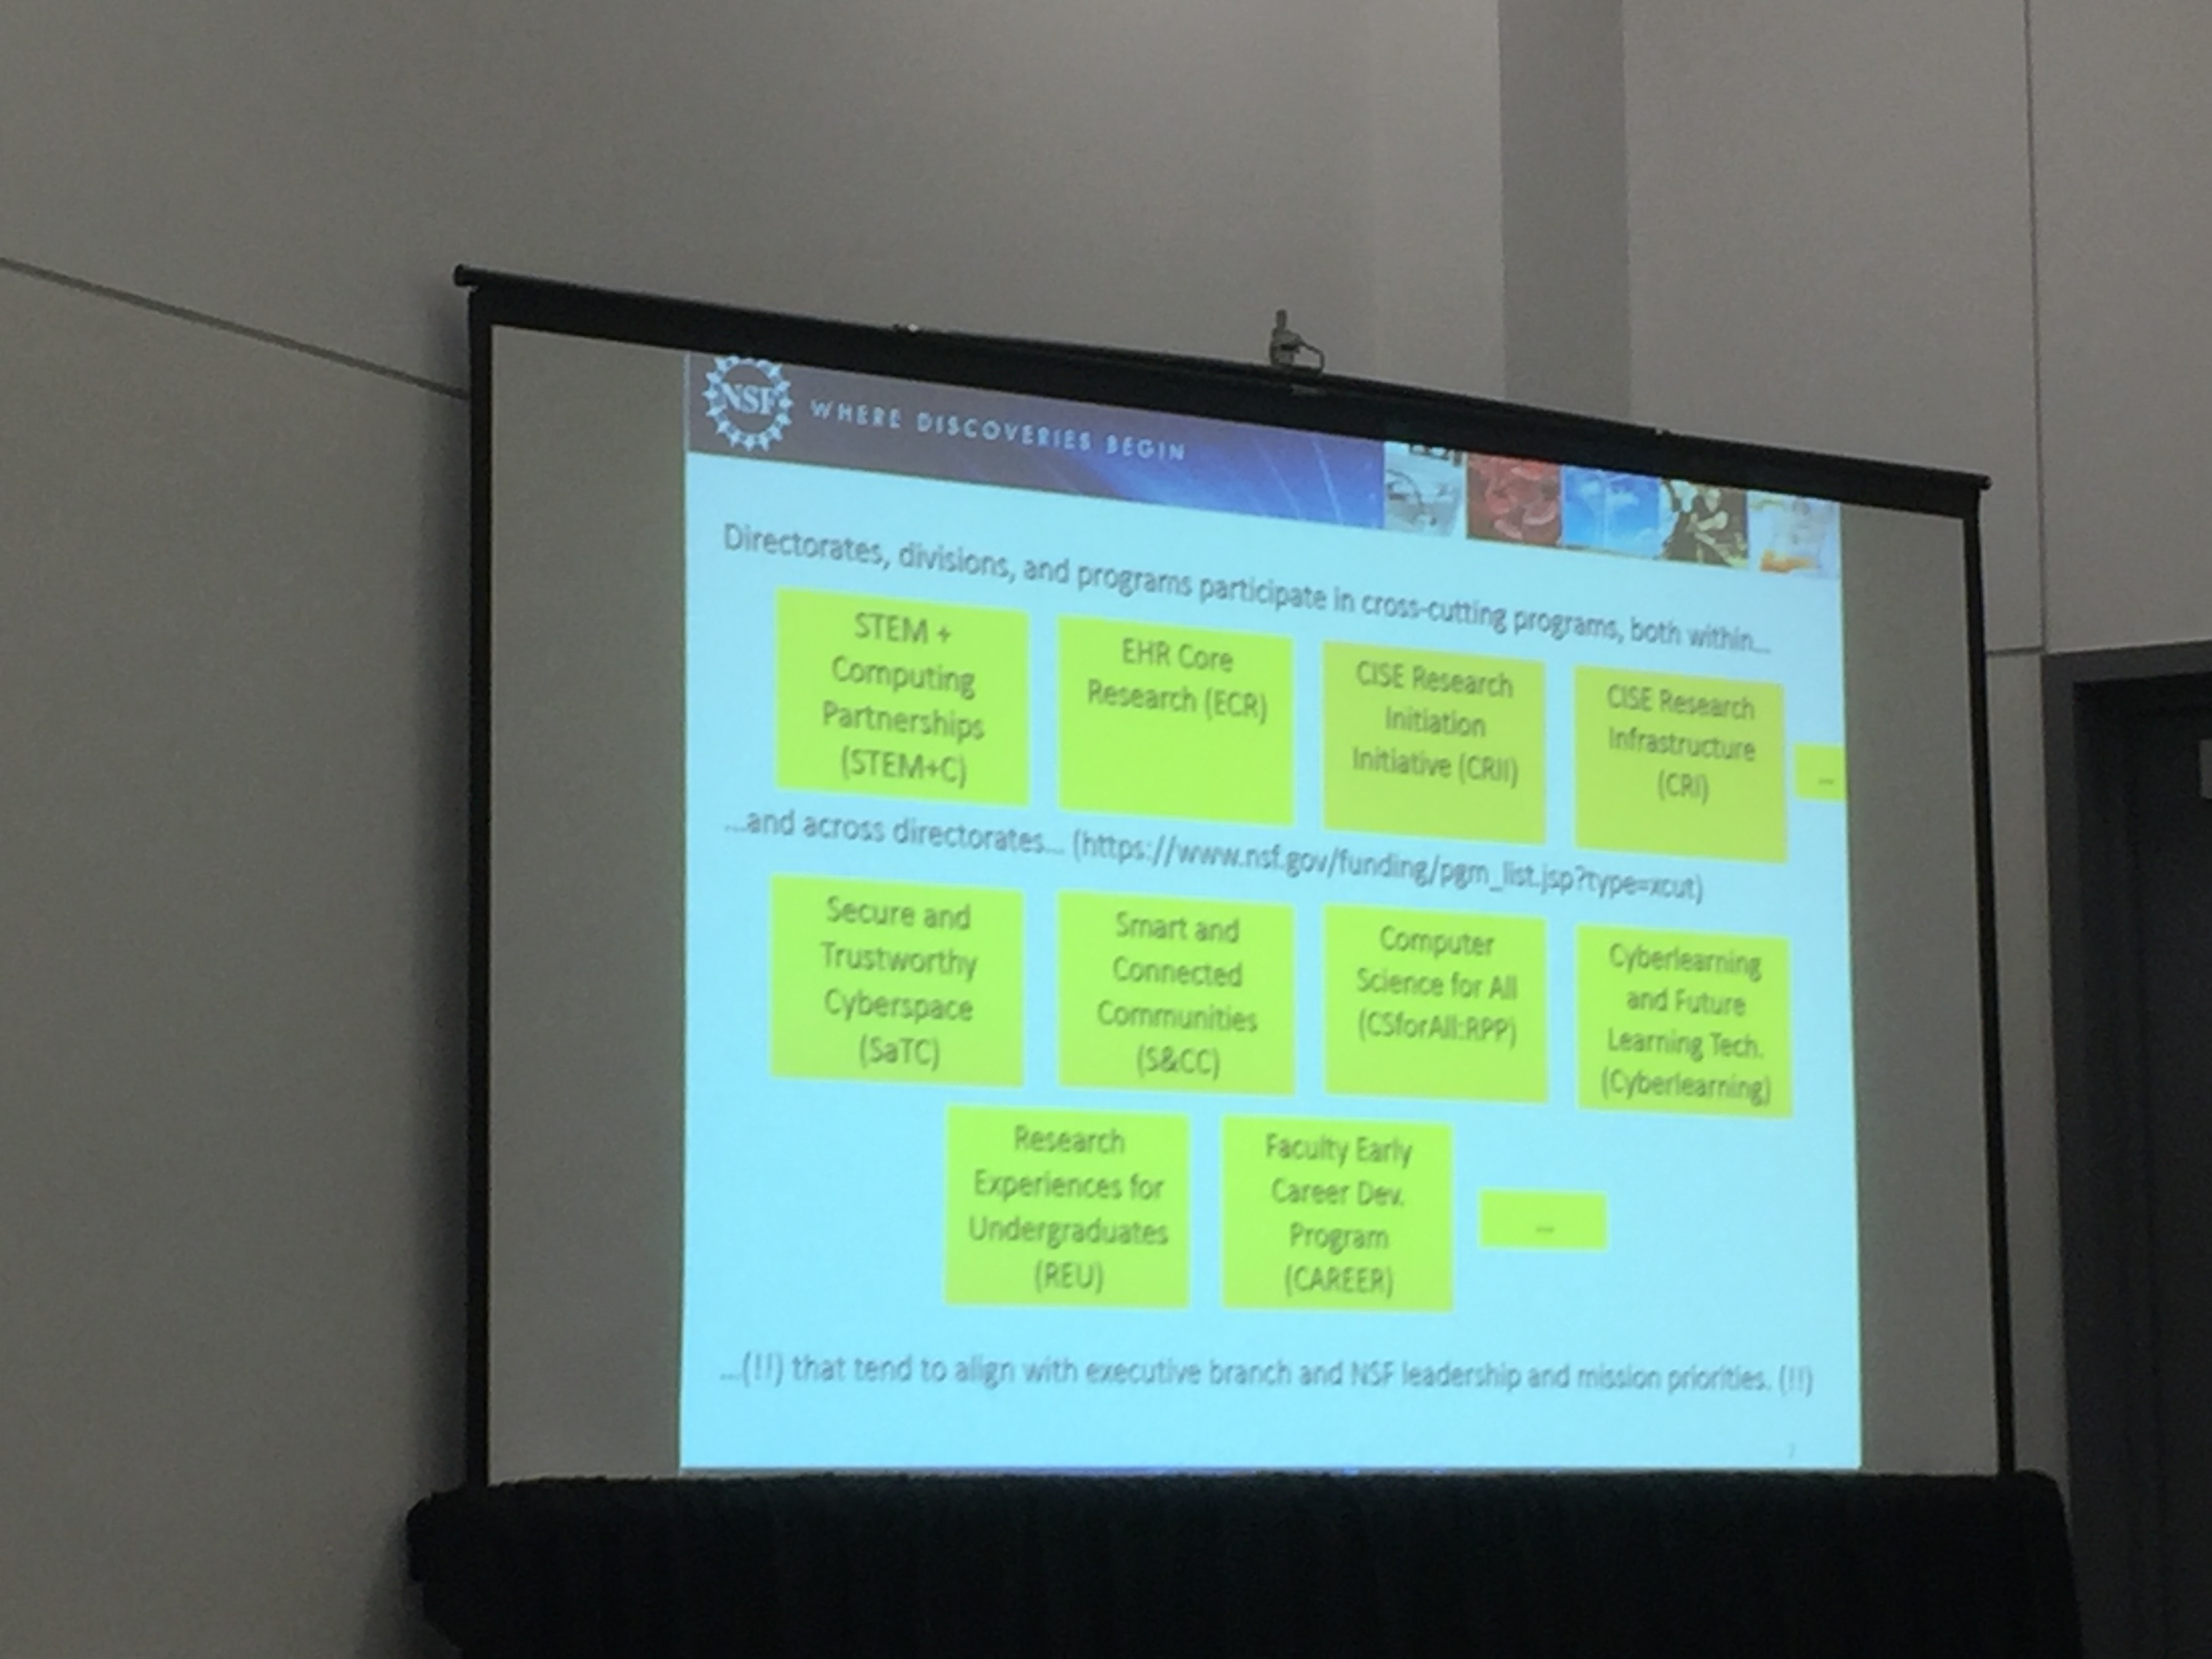 NSF WHERE DISCOVERIES BEGIN
Directorates, divisions, and programs participate in cross-cutting programs, both within...
STEM +
Computing
Partnerships
(STEM+C)
EHR Core
Research (ECR)
CISE Research
Initiation
Initiative (CRII)
CISE Research
Infrastructure
(CRI)
...
...and across directorates... (https://www.nsf.gov/funding/pgm_list.jsp?type=xcut)
Secure and
Trustworthy
Cyberspace
(SaTC)
Smart and
Connected
Communities
(S&CC)
Computer
Science for All
(CSforAll:RPP)
Cyberlearning
and Future
Learning Tech.
(Cyberlearning)
Research
Experiences for
Undergraduates
(REU)
Faculty Early
Career Dev.
Program
(CAREER)
...
...(!!) that tend to align with executive branch and NSF leadership and mission priorities. (!!)